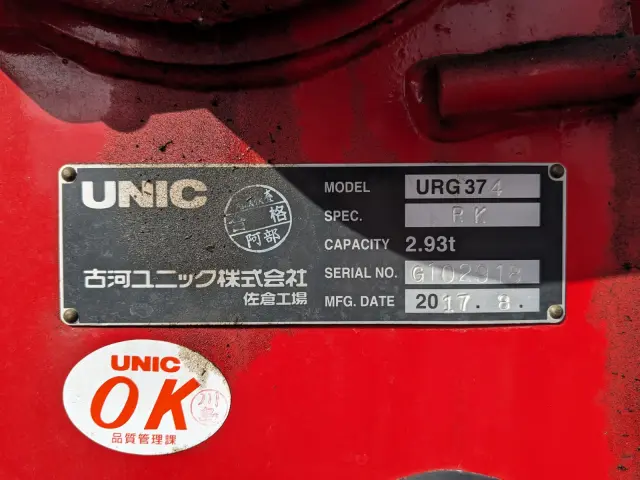 UNIC
合格
阿部
古河ユニック株式会社
佐倉工場
MODEL URG374
SPEC. RK
CAPACITY 2.93t
SERIAL NO.
MFG. DATE 2017. 8.
UNIC
OK
品質管理課